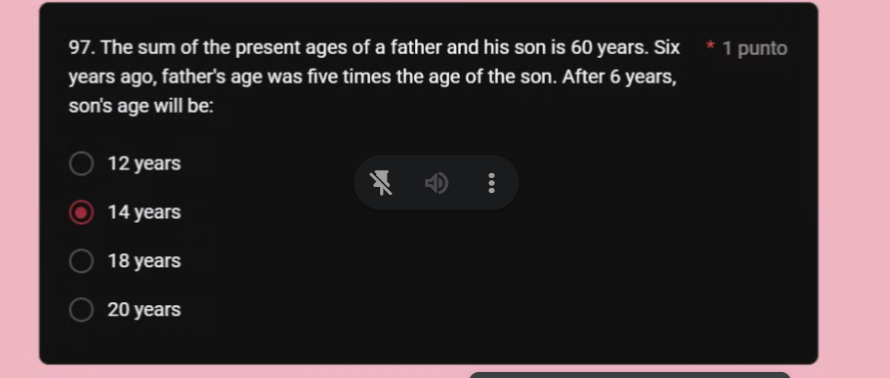 97. The sum of the present ages of a father and his son is 60 years. Six * 1 punto
years ago, father's age was five times the age of the son. After 6 years,
son's age will be:
12 years
14 years
18 years
20 years